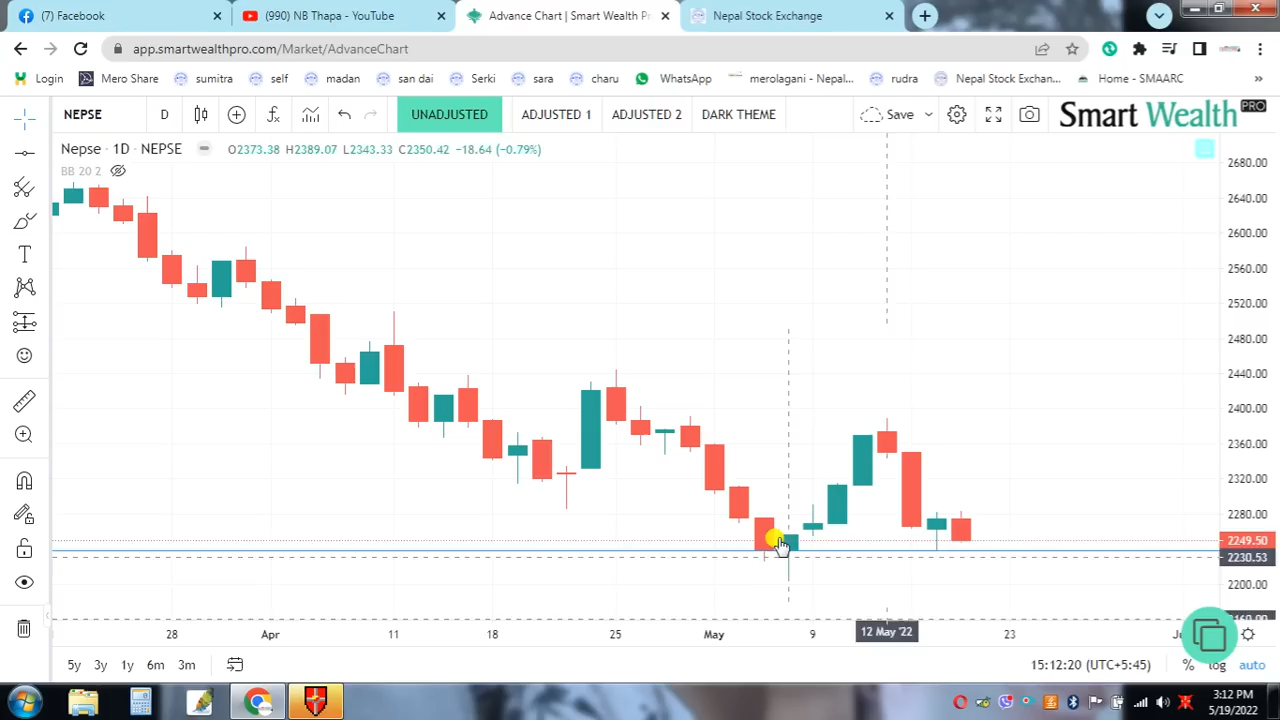 (7) Facebook
(990) NB Thapa - YouTube
Advance Chart | Smart Wealth Pr
Nepal Stock Exchange
app.smartwealthpro.com/Market/AdvanceChart
Login
Mero Share
sumitra
self
madan
san dai
Serki
sara
charu
WhatsApp
merolagani - Nepal...
rudra
Nepal Stock Exchan...
Home - SMAARC
»
NEPSE
D
UNADJUSTED
ADJUSTED 1
ADJUSTED 2
DARK THEME
Save
Smart Wealth PRO
Nepse · 1D · NEPSE
O2373.38 H2389.07 L2343.33 C2350.42 −18.64 (−0.79%)
BB 20 2
2680.00
2640.00
2600.00
2560.00
2520.00
2480.00
2440.00
2400.00
2360.00
2320.00
2280.00
2249.50
2230.53
2200.00
28
Apr
11
18
25
May
9
12 May '22
23
5y
3y
1y
6m
3m
15:12:20 (UTC+5:45)
%
log
auto
3:12 PM
5/19/2022